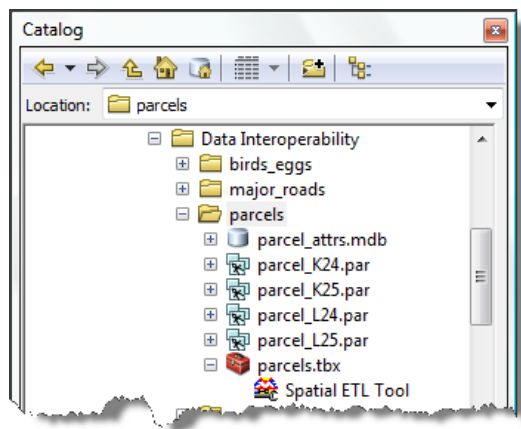 Catalog
Location: parcels
Data Interoperability
birds_eggs
major_roads
parcels
parcel_attrs.mdb
parcel_K24.par
parcel_K25.par
parcel_L24.par
parcel_L25.par
parcels.tbx
Spatial ETL Tool